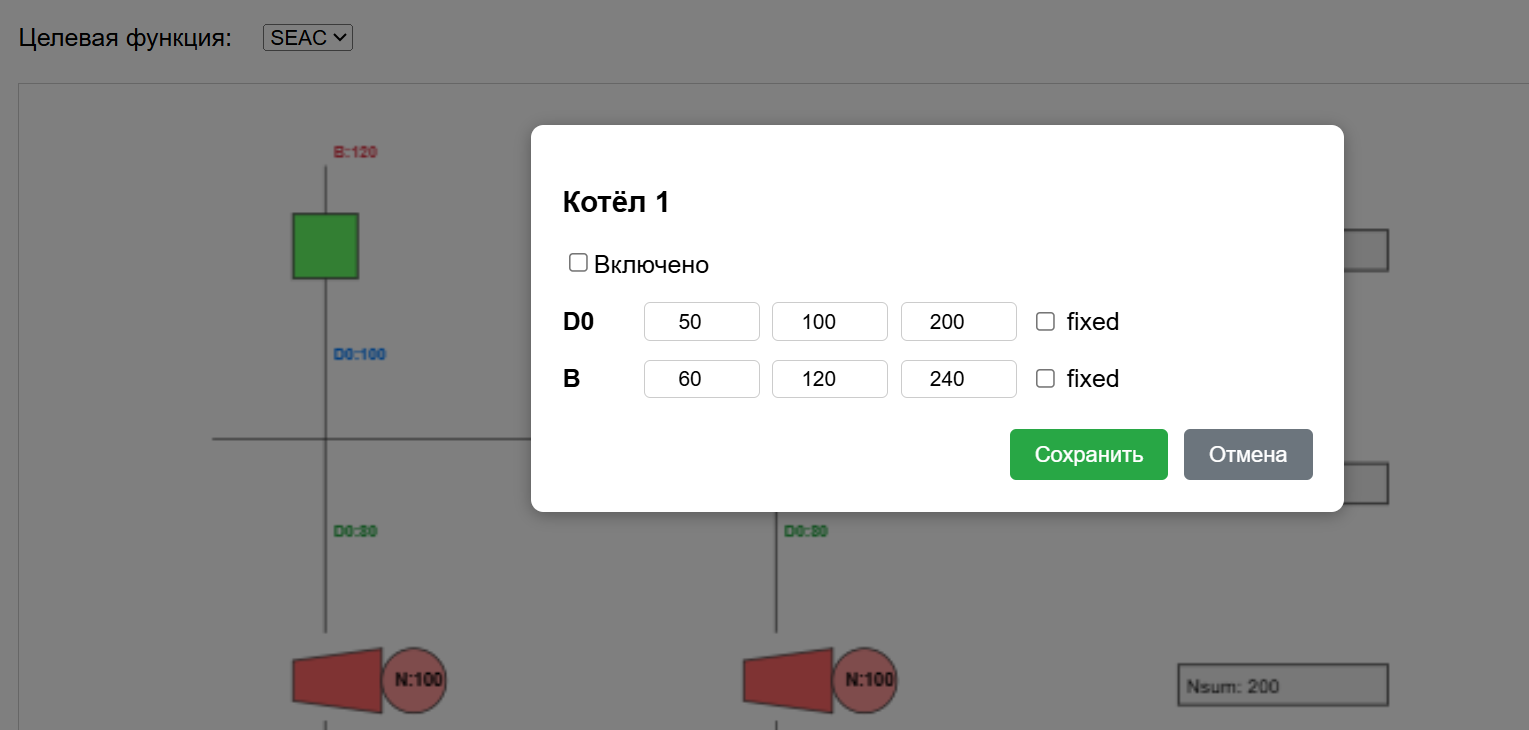 Целевая функция: SEAC
B:120
Котёл 1
Включено
D0 50 100 200 fixed
D0:100
B 60 120 240 fixed
Сохранить Отмена
D0:80 D0:80
N:100 N:100 Nsum: 200